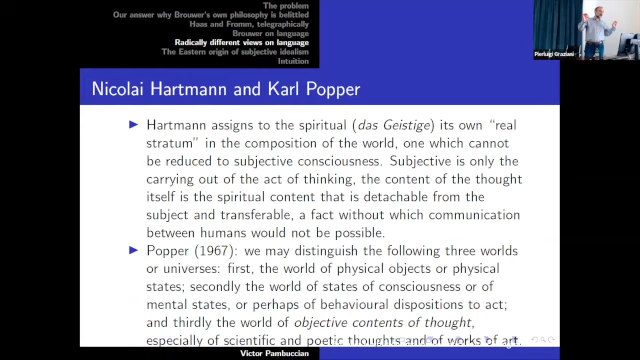 The problem
Our answer why Brouwer's own philosophy is belittled
Haas and Fromm, telegraphically
Brouwer on language
Radically different views on language
The Eastern origin of subjective idealism
Intuition
Pierluigi Graziani
Nicolai Hartmann and Karl Popper
Hartmann assigns to the spiritual (das Geistige) its own "real
stratum" in the composition of the world, one which cannot
be reduced to subjective consciousness. Subjective is only the
carrying out of the act of thinking, the content of the thought
itself is the spiritual content that is detachable from the
subject and transferable, a fact without which communication
between humans would not be possible.
Popper (1967): we may distinguish the following three worlds
or universes: first, the world of physical objects or physical
states; secondly the world of states of consciousness or of
mental states, or perhaps of behavioural dispositions to act;
and thirdly the world of objective contents of thought,
especially of scientific and poetic thoughts and of works of art.
Victor Pambuccian